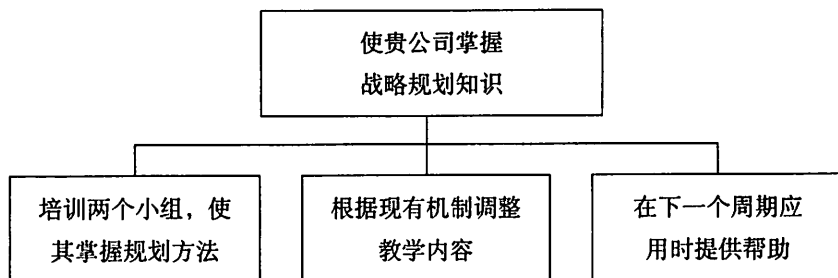 使贵公司掌握
战略规划知识
培训两个小组，使
其掌握规划方法
根据现有机制调整
教学内容
在下一个周期应
用时提供帮助